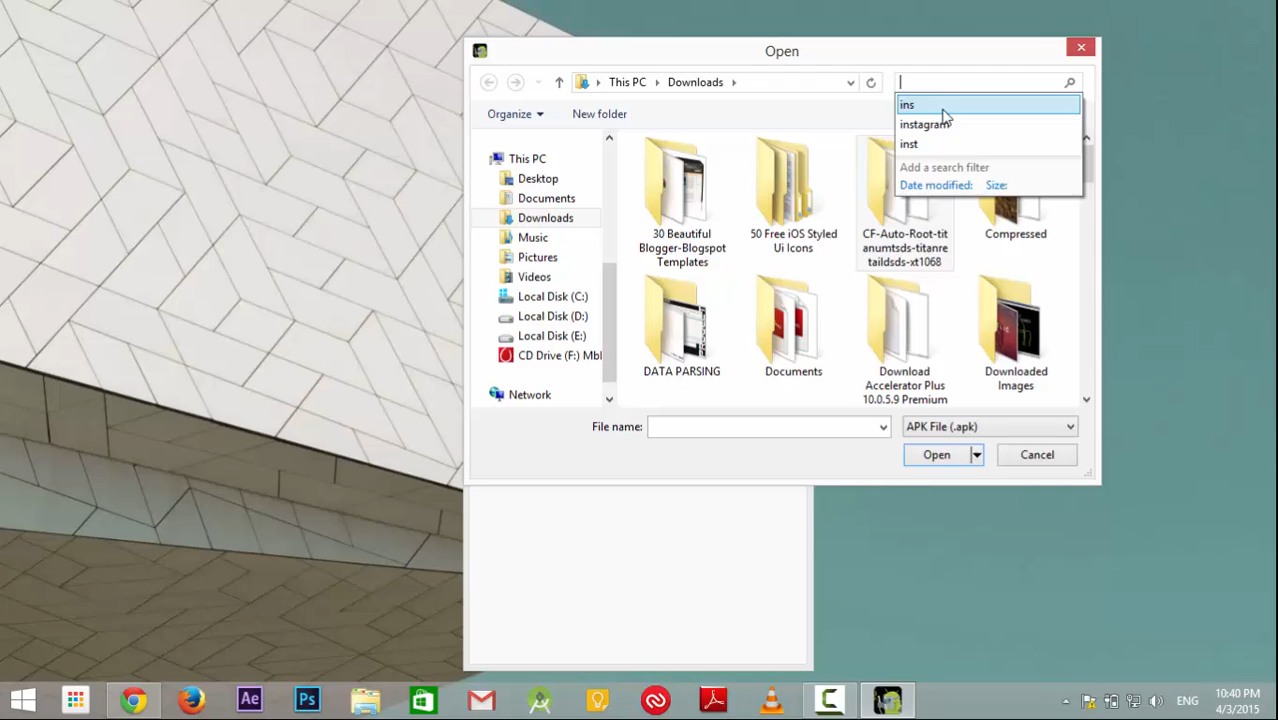 Open
This PC
Downloads
ins
instagram
inst
Add a search filter
Date modified: Size:
Organize
New folder
This PC
Desktop
Documents
Downloads
Music
Pictures
Videos
Local Disk (C:)
Local Disk (D:)
Local Disk (E:)
CD Drive (F:) Mbl
Network
30 Beautiful
Blogger-Blogspot
Templates
50 Free iOS Styled
Ui Icons
CF-Auto-Root-tit
anumtsds-titanre
taildsds-xt1068
Compressed
DATA PARSING
Documents
Download
Accelerator Plus
10.0.5.9 Premium
Downloaded
Images
File name:
APK File (.apk)
Open
Cancel
Ae
Ps
ENG
10:40 PM
4/3/2015